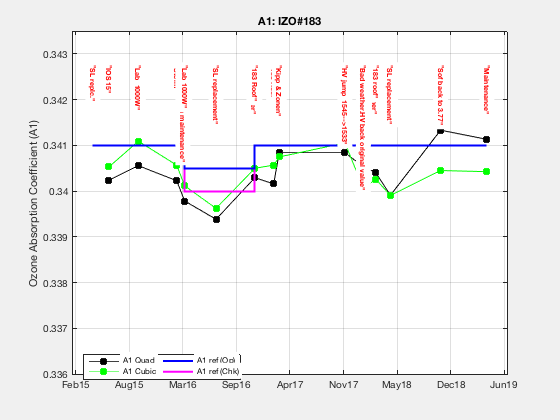 A1: IZO#183
Ozone Absorption Coefficient (A1)
0.343
0.342
0.341
0.34
0.339
0.338
0.337
0.336
"SL replc."
"IOS 15"
"Lab 1000W"
"Lab 1000W"
maintenance"
"SL replacement"
183 Roof"
"Kipp & Zonen"
"HV jump 1545-->1533"
"Bad weather.HV back original value"
"183 roof"
"SL replacement"
"Sof back to 3.77"
"Maintenance"
A1 Quad
A1 Cubic
A1 ref
A1 ref (Chk)
Feb15
Aug15
Mar16
Sep16
Apr17
Nov17
May18
Dec18
Jun19